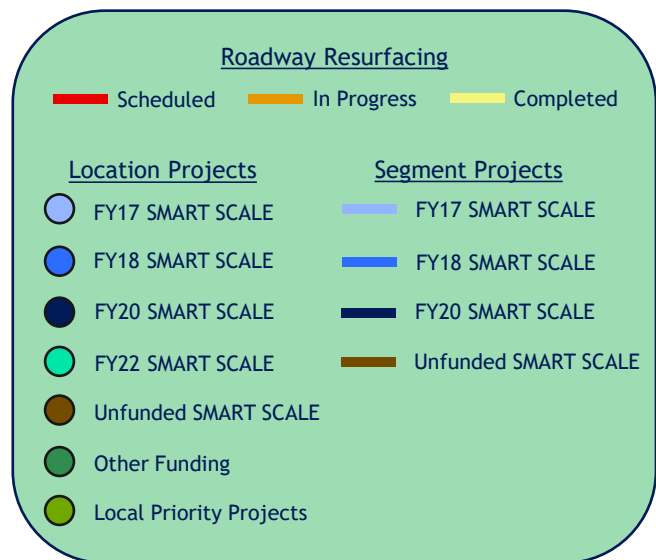 Roadway Resurfacing
Scheduled In Progress Completed
Location Projects
FY17 SMART SCALE
FY18 SMART SCALE
FY20 SMART SCALE
FY22 SMART SCALE
Unfunded SMART SCALE
Other Funding
Local Priority Projects
Segment Projects
FY17 SMART SCALE
FY18 SMART SCALE
FY20 SMART SCALE
Unfunded SMART SCALE